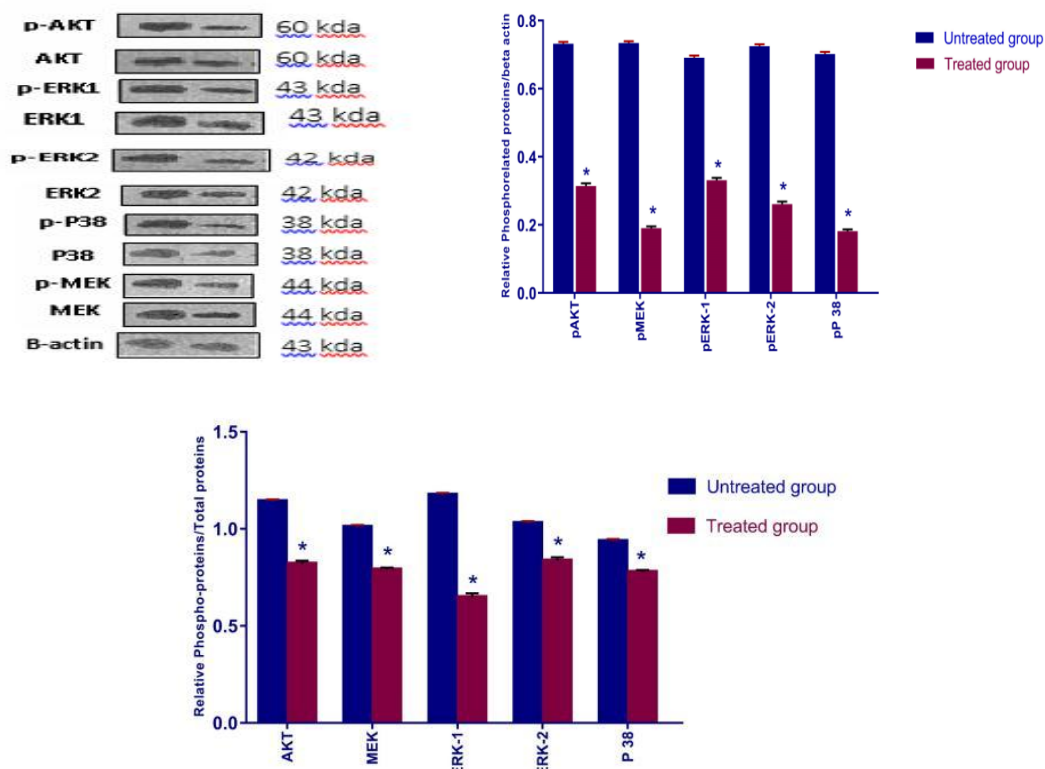 p-AKT 60 kda
AKT 60 kda
p-ERK1 43 kda
ERK1 43 kda
p-ERK2 42 kda
ERK2 42 kda
p-P38 38 kda
P38 38 kda
p-MEK 44 kda
MEK 44 kda
B-actin 43 kda
Relative Phosphorelated proteins/beta actin
0.8
0.6
0.4
0.2
0.0
* * * * *
pAKT
pMEK
pERK-1
pERK-2
pP 38
Untreated group
Treated group
Relative Phospho-proteins/Total proteins
1.5
1.0
0.5
0.0
* * * * *
AKT
MEK
ERK-1
ERK-2
P 38
Untreated group
Treated group